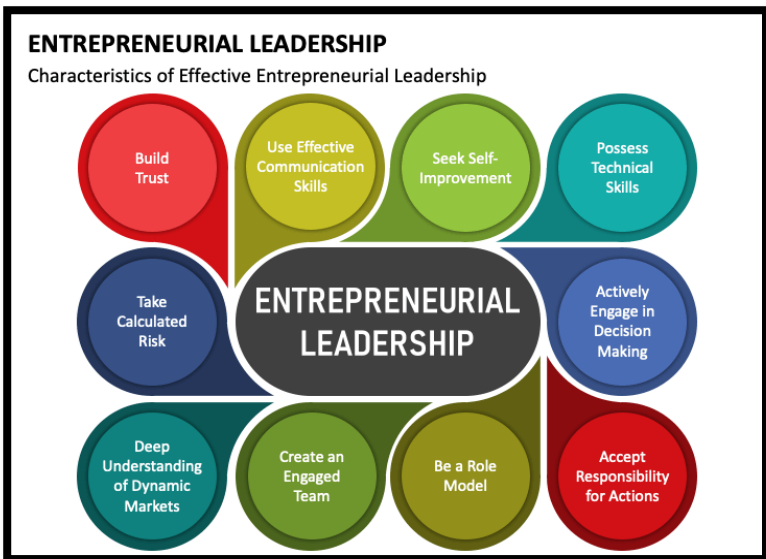 ENTREPRENEURIAL LEADERSHIP
Characteristics of Effective Entrepreneurial Leadership
Build
Trust
Use Effective
Communication
Skills
Seek Self-
Improvement
Possess
Technical
Skills
Take
Calculated
Risk
ENTREPRENEURIAL
LEADERSHIP
Actively
Engage in
Decision
Making
Deep
Understanding
of Dynamic
Markets
Create an
Engaged
Team
Be a Role
Model
Accept
Responsibility
for Actions